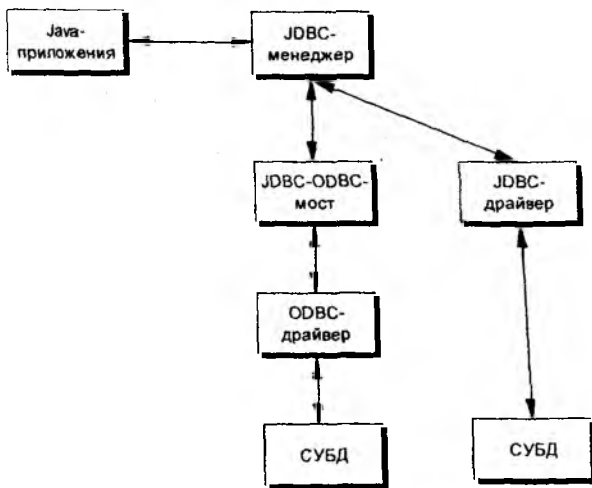 Java-
приложения
JDBC-
менеджер
JDBC-ODBC-
мост
JDBC-
драйвер
ODBC-
драйвер
СУБД
СУБД